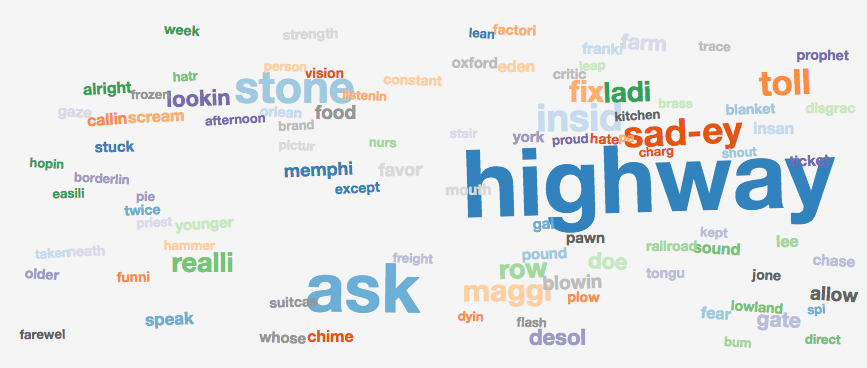 week
strength
lean
factori
franki
farm
trace
prophet
person
vision
oxford
eden
leap
critic
hatr
stone
constant
toll
alright
frozen
lookin
listenin
fix
ladi
brass
blanket
disgrac
gaze
callin
scream
afternoon
orlean
food
brand
insid
kitchen
insan
stair
york
proud
hate
sad-ey
stuck
pictur
nurs
charg
shout
ticket
hopin
borderlin
memphi
favor
highway
easili
pie
except
mouth
twice
priest
younger
gal
pawn
kept
taken
neath
hammer
realli
freight
pound
doe
railroad
sound
lee
chase
older
funni
row
blowin
tongu
jone
suitcas
ask
maggi
plow
allow
speak
dyin
flash
fear
lowland
gate
spi
farewel
whose
chime
desol
bum
direct